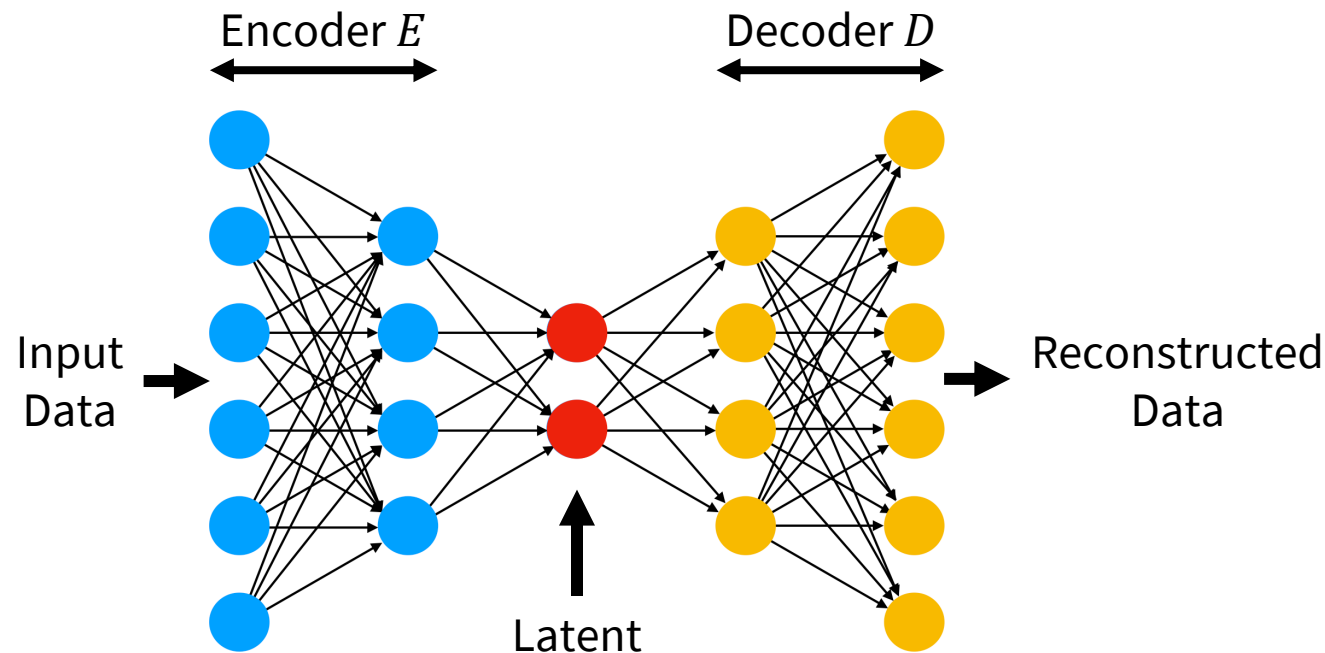 Encoder E
Decoder D
Input
Data
Reconstructed
Data
Latent